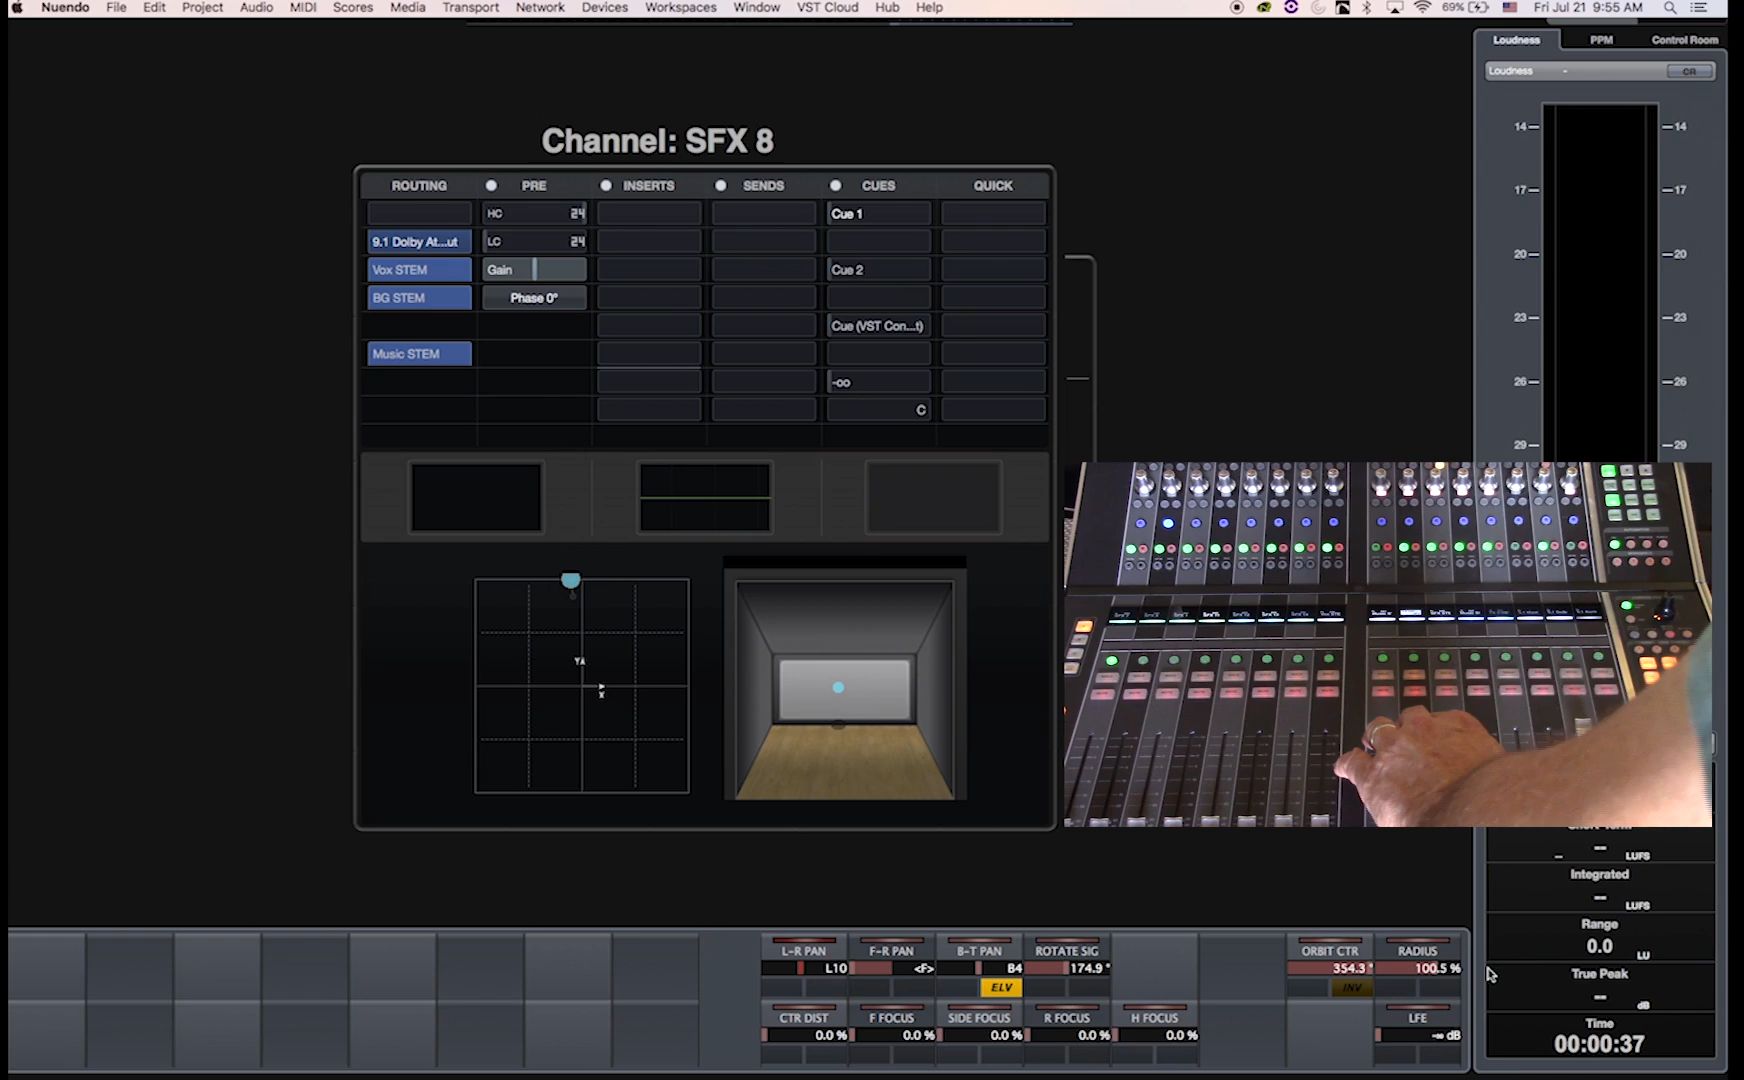 Nuendo File Edit Project Audio MIDI Scores Media Transport Network Devices Workspaces Window VST Cloud Hub Help
69% Fri Jul 21 9:55 AM
Loudness PPM Control Room
Loudness - CR
Channel: SFX 8
ROUTING PRE INSERTS SENDS CUES QUICK
HC 24 Cue 1
9.1 Dolby At...ut LC 24
Vox STEM Gain Cue 2
BG STEM Phase 0°
Cue (VST Con...t)
Music STEM
-oo
C
14 14
17 17
20 20
23 23
26 26
29 29
Y
X
-- LUFS
Integrated
-- LUFS
Range
0.0 LU
True Peak
-- dB
Time
00:00:37
L-R PAN F-R PAN B-T PAN ROTATE SIG ORBIT CTR RADIUS
L10 <F> B4 174.9 ° 354.3 ° 100.5 %
ELV INV
CTR DIST F FOCUS SIDE FOCUS R FOCUS H FOCUS LFE
0.0 % 0.0 % 0.0 % 0.0 % 0.0 % -∞ dB